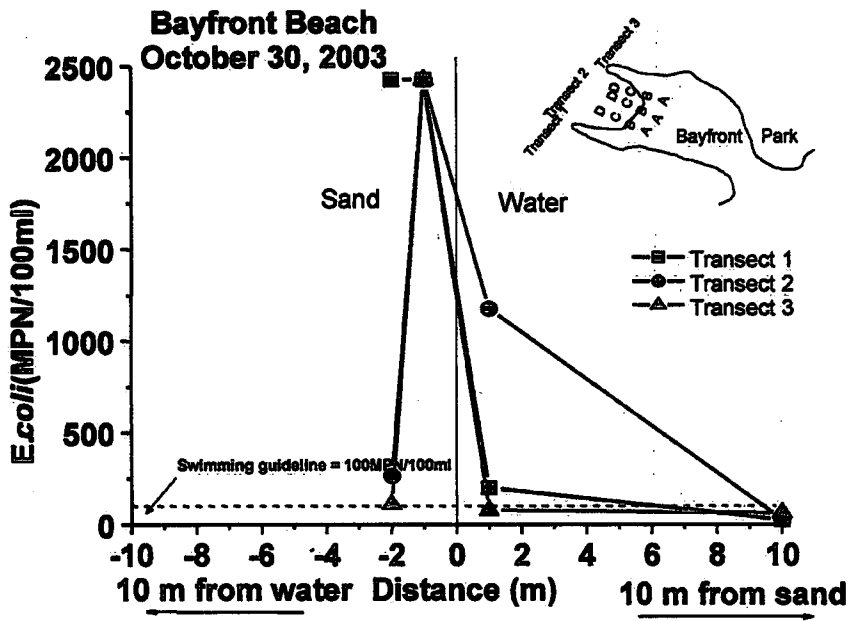 Bayfront Beach
October 30, 2003
Transect 3
Transect 2
Transect 1
D DD
C C C
B B B
A A A
Bayfront Park
Sand
Water
Transect 1
Transect 2
Transect 3
E.coli(MPN/100ml)
2500
2000
1500
1000
500
0
Swimming guideline = 100MPN/100ml
-10 -8 -6 -4 -2 0 2 4 6 8 10
10 m from water Distance (m) 10 m from sand